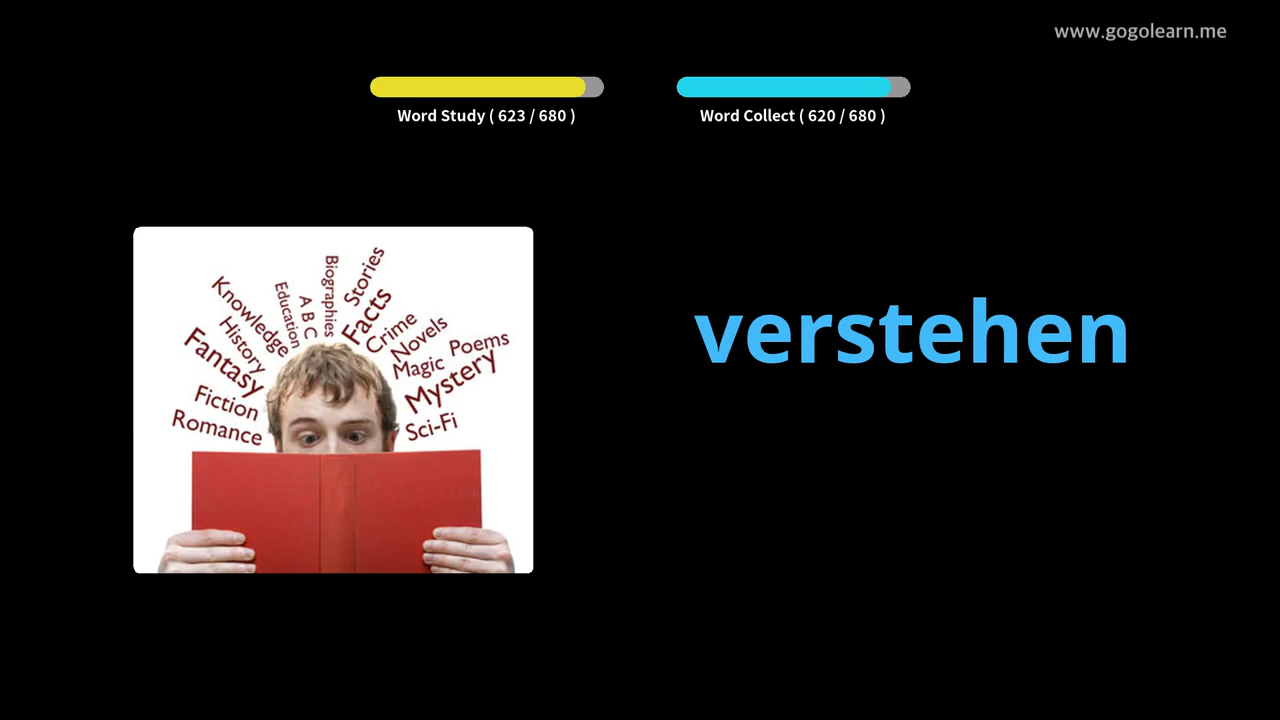 www.gogolearn.me
Word Study ( 623 / 680 )
Word Collect ( 620 / 680 )
Knowledge
Education
A B C
Biographies
Stories
Facts
Crime
Novels
Poems
History
Fantasy
Magic
Mystery
Fiction
Romance
Sci-Fi
verstehen